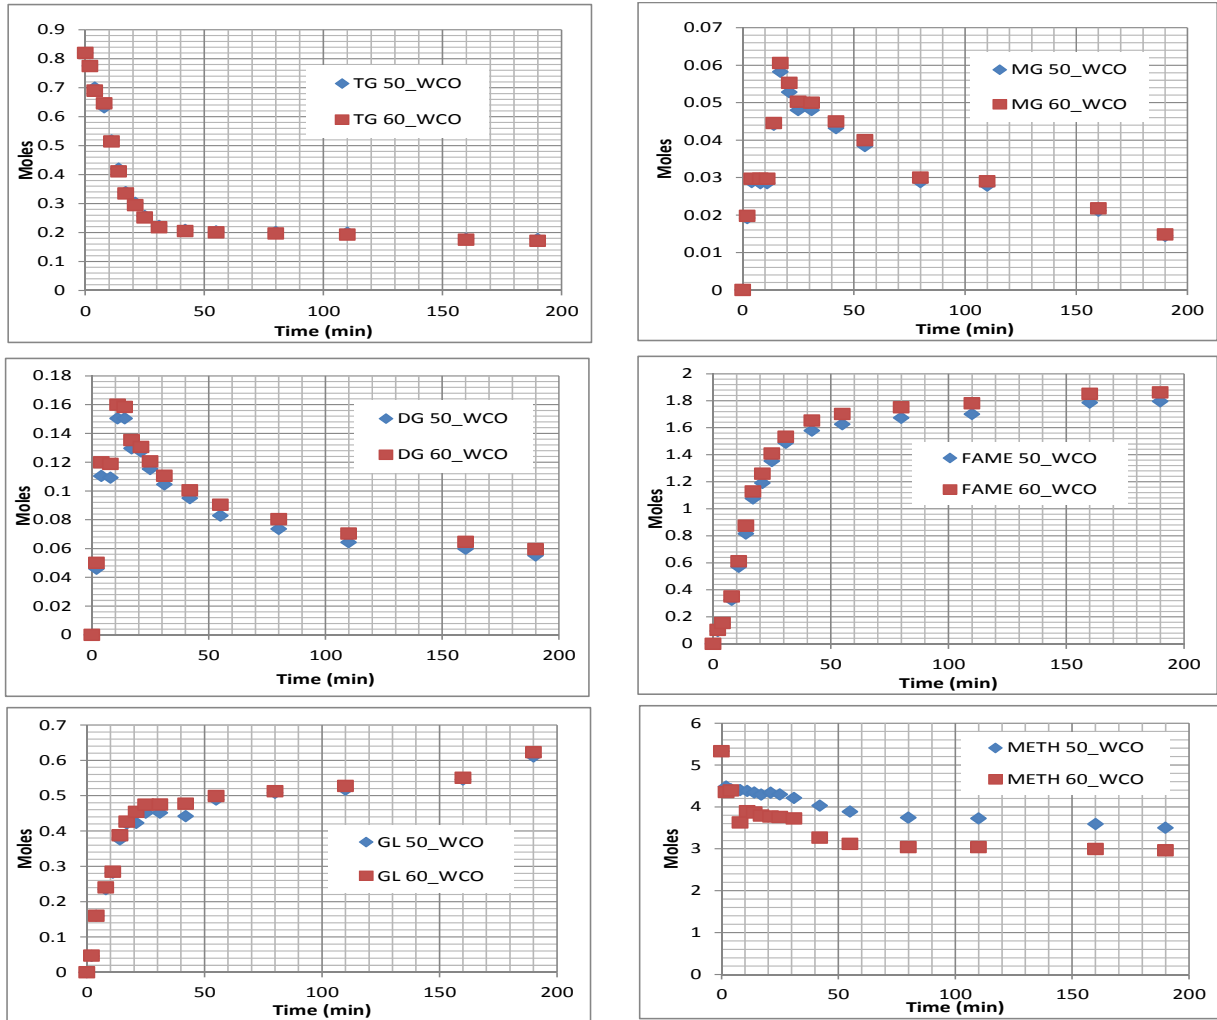 0.9
0.8
0.7
0.6
0.5
0.4
0.3
0.2
0.1
0
Moles
TG 50_WCO
TG 60_WCO
0 50 100 150 200
Time (min)
0.07
0.06
0.05
0.04
0.03
0.02
0.01
0
Moles
MG 50_WCO
MG 60_WCO
0 50 100 150 200
Time (min)
0.18
0.16
0.14
0.12
0.1
0.08
0.06
0.04
0.02
0
Moles
DG 50_WCO
DG 60_WCO
0 50 100 150 200
Time (min)
2
1.8
1.6
1.4
1.2
1
0.8
0.6
0.4
0.2
0
Moles
FAME 50_WCO
FAME 60_WCO
0 50 100 150 200
Time (min)
0.7
0.6
0.5
0.4
0.3
0.2
0.1
0
Moles
GL 50_WCO
GL 60_WCO
0 50 100 150 200
Time (min)
6
5
4
3
2
1
0
Moles
METH 50_WCO
METH 60_WCO
0 50 100 150 200
Time (min)